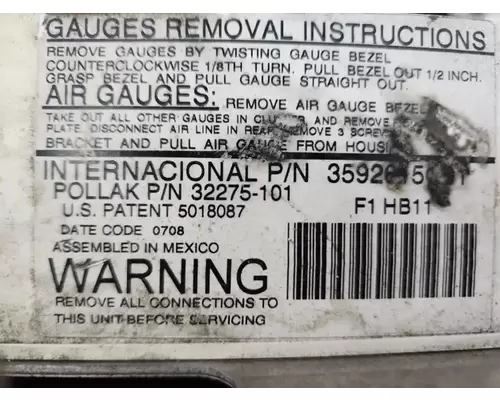 GAUGES REMOVAL INSTRUCTIONS
REMOVE GAUGES BY TWISTING GAUGE BEZEL
COUNTERCLOCKWISE 1/8TH TURN. PULL BEZEL OUT 1/2 INCH.
GRASP BEZEL AND PULL GAUGE STRAIGHT OUT.
AIR GAUGES: REMOVE AIR GAUGE BEZEL
TAKE OUT ALL OTHER GAUGES IN AND
PLATE. DISCONNECT AIR LINE IN REMOVE 3
BRACKET AND PULL AIR GAUGE FROM
INTERNACIONAL P/N
POLLAK P/N 32275-101
U.S. PATENT 5018087
F1 HB11
DATE CODE 0708
ASSEMBLED IN MEXICO
WARNING
REMOVE ALL CONNECTIONS TO
THIS UNIT BEFORE SERVICING